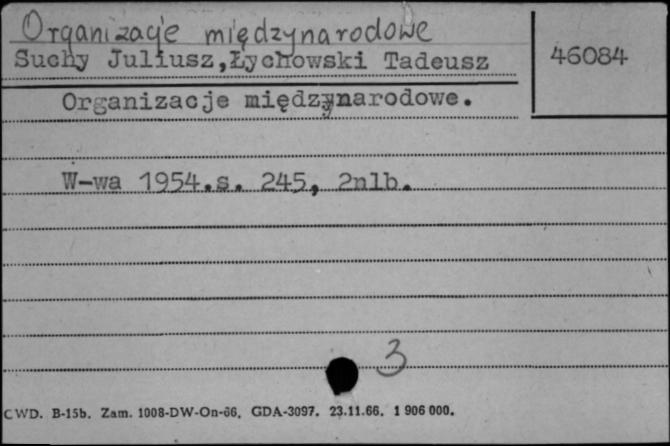 Organizacje międzynarodowe
46084
Suchy Juliusz,Łychowski Tadeusz
Organizacje międzynarodowe.
W-wa 1954.s. 245, 2nlb.
3
CWD. B-15b. Zam. 1008-DW-On-66. GDA-3097. 23.11.66. 1 906 000.